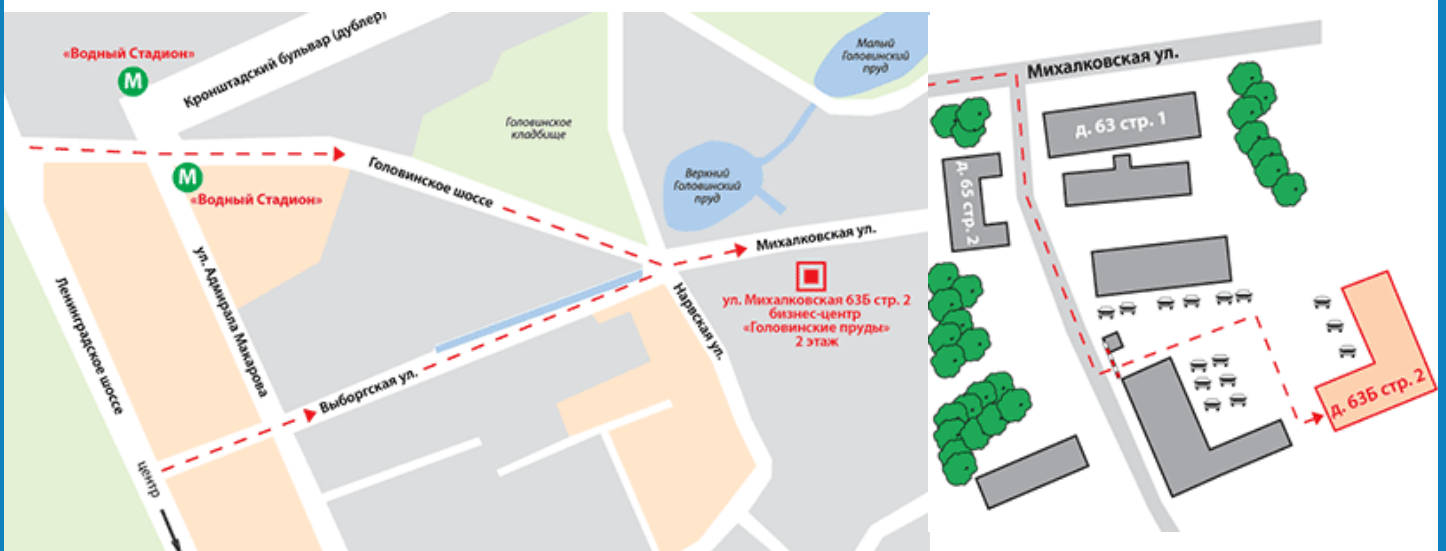 «Водный Стадион»
М
Кронштадский бульвар (дублер)
Малый
Головинский
пруд
Головинское
кладбище
Головинское шоссе
М
«Водный Стадион»
Верхний
Головинский
пруд
Михалковская ул.
ул. Михалковская 63Б стр. 2
бизнес-центр
«Головинские пруды»
2 этаж
ул. Адмирала Макарова
Ленинградское шоссе
Нарвская ул.
Выборгская ул.
центр
Михалковская ул.
д. 63 стр. 1
д. 65 стр. 2
д. 63Б стр. 2